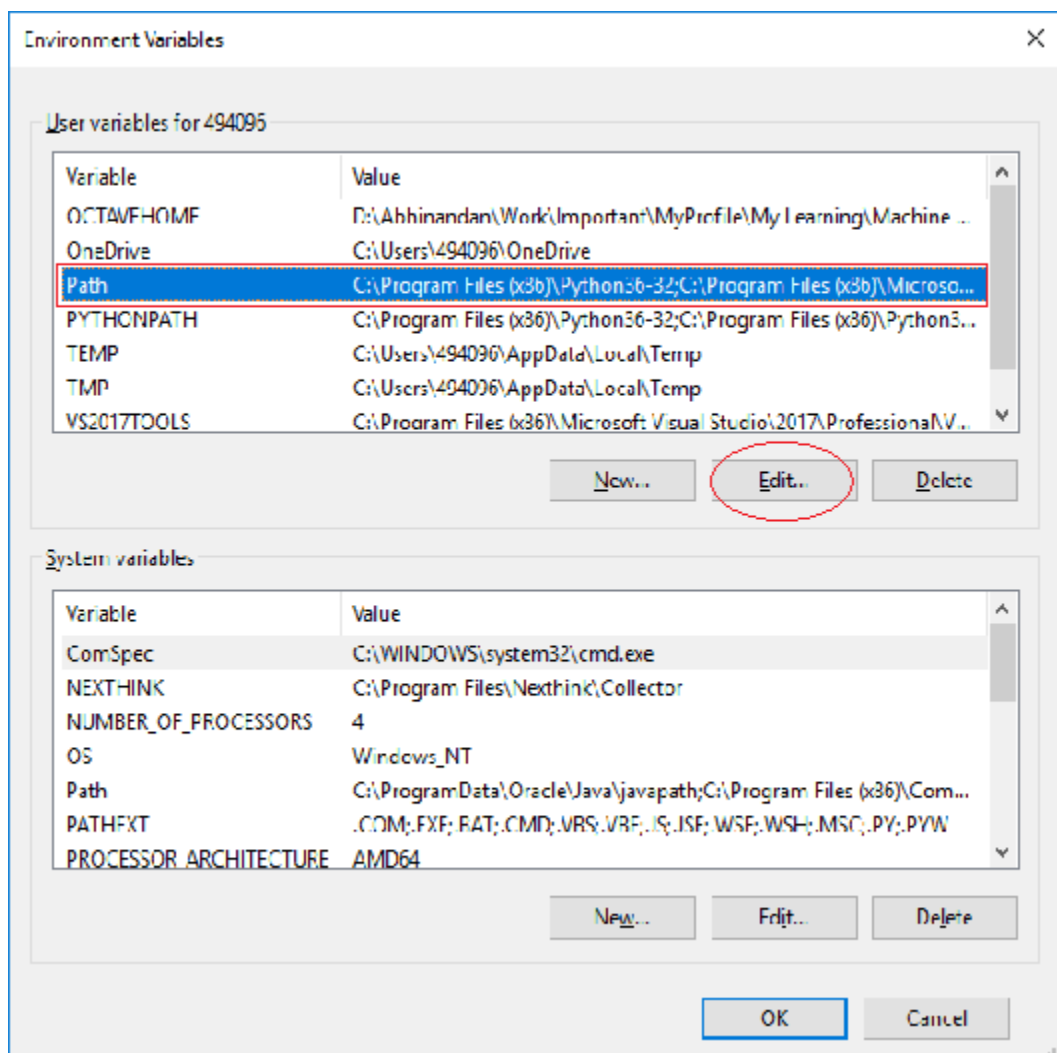 Environment Variables
User variables for 494096
Variable Value
OCTAVEHOME D:\Abhinandan\Work\Important\MyProfile\My Learning\Machine ...
OneDrive C:\Users\494096\OneDrive
Path C:\Program Files (x86)\Python36-32;C:\Program Files (x86)\Microso...
PYTHONPATH C:\Program Files (x86)\Python36-32;C:\Program Files (x86)\Python3...
TEMP C:\Users\494096\AppData\Local\Temp
TMP C:\Users\494096\AppData\Local\Temp
VS2017TOOLS C:\Program Files (x86)\Microsoft Visual Studio\2017\Professional\V...
New... Edit... Delete
System variables
Variable Value
ComSpec C:\WINDOWS\system32\cmd.exe
NEXTHINK C:\Program Files\Nexthink\Collector
NUMBER_OF_PROCESSORS 4
OS Windows_NT
Path C:\ProgramData\Oracle\Java\javapath;C:\Program Files (x86)\Com...
PATHEXT .COM;.EXE;.BAT;.CMD;.VBS;.VBE;.JS;.JSE;.WSF;.WSH;.MSC;.PY;.PYW
PROCESSOR_ARCHITECTURE AMD64
New... Edit... Delete
OK Cancel